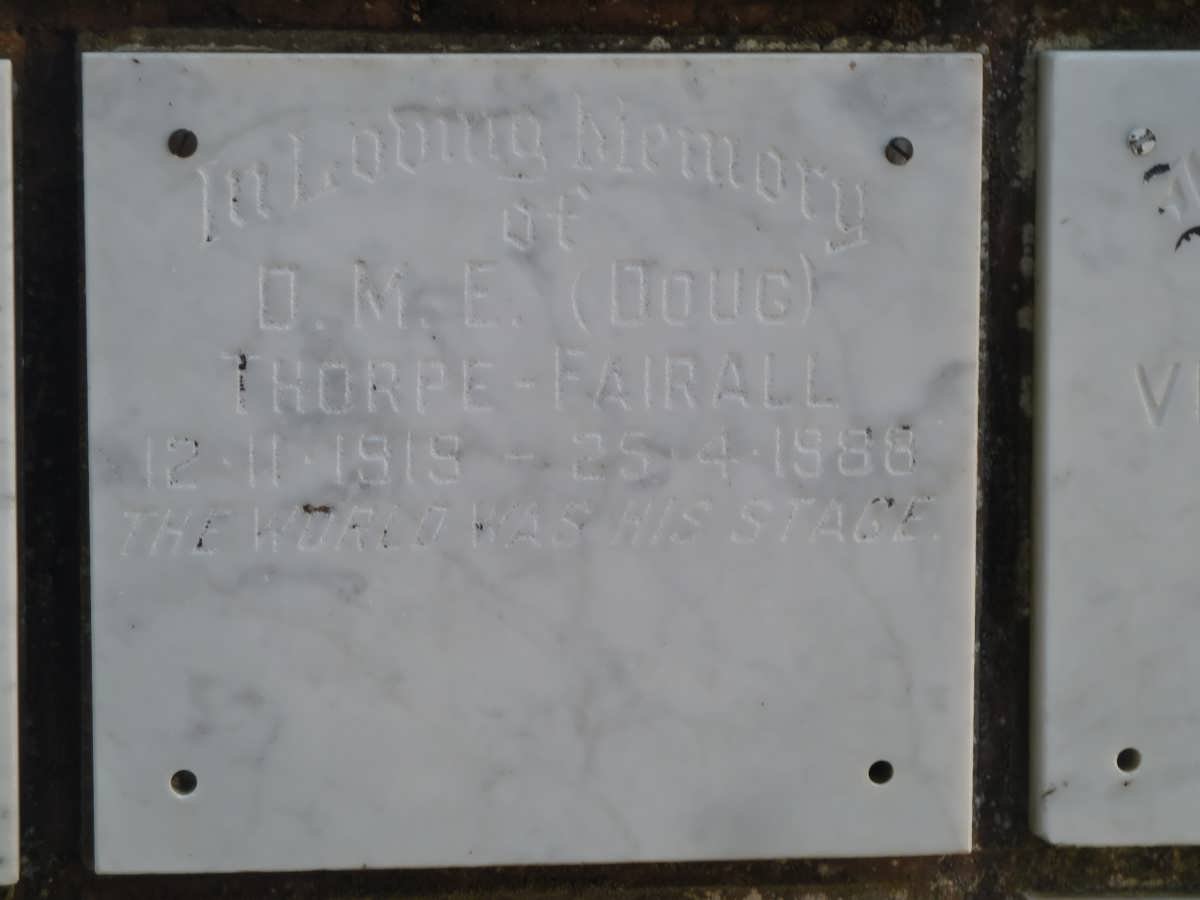 In Loving Memory
of
D. M. E. (DOUG)
THORPE-FAIRALL
12·11·1919 - 25·4·1988
THE WORLD WAS HIS STAGE.